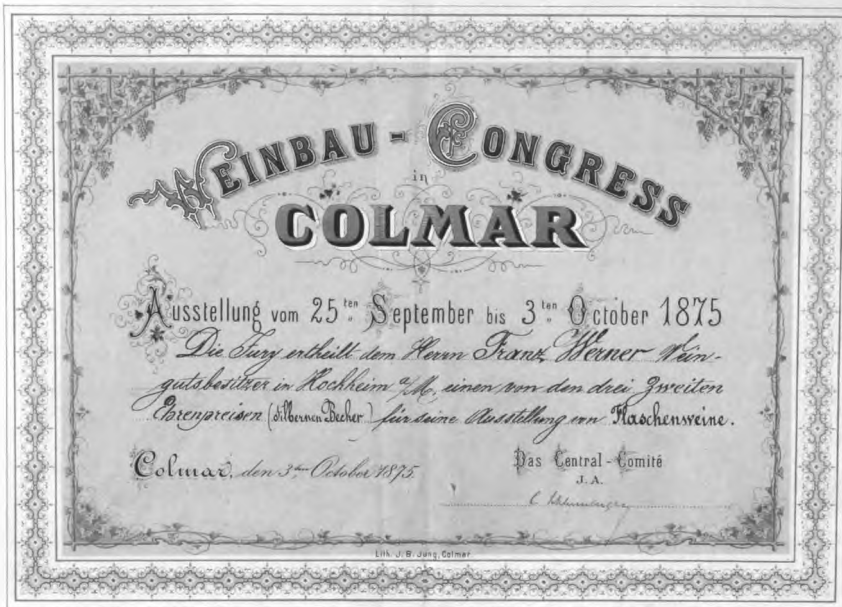 WEINBAU - CONGRESS
in
COLMAR
Ausstellung vom 25ten September bis 3ten October 1875
Die Jury ertheilt dem Herrn Franz Werner Wein-
gutsbesitzer in Hochheim a/M, einen von den drei Zweiten
Ehrenpreisen (silbernen Becher) für seine Ausstellung von Flaschenweine.
Colmar, den 3ten October 1875.
Das Central-Comité
J.A.
Lith. J. B. Jung, Colmar.